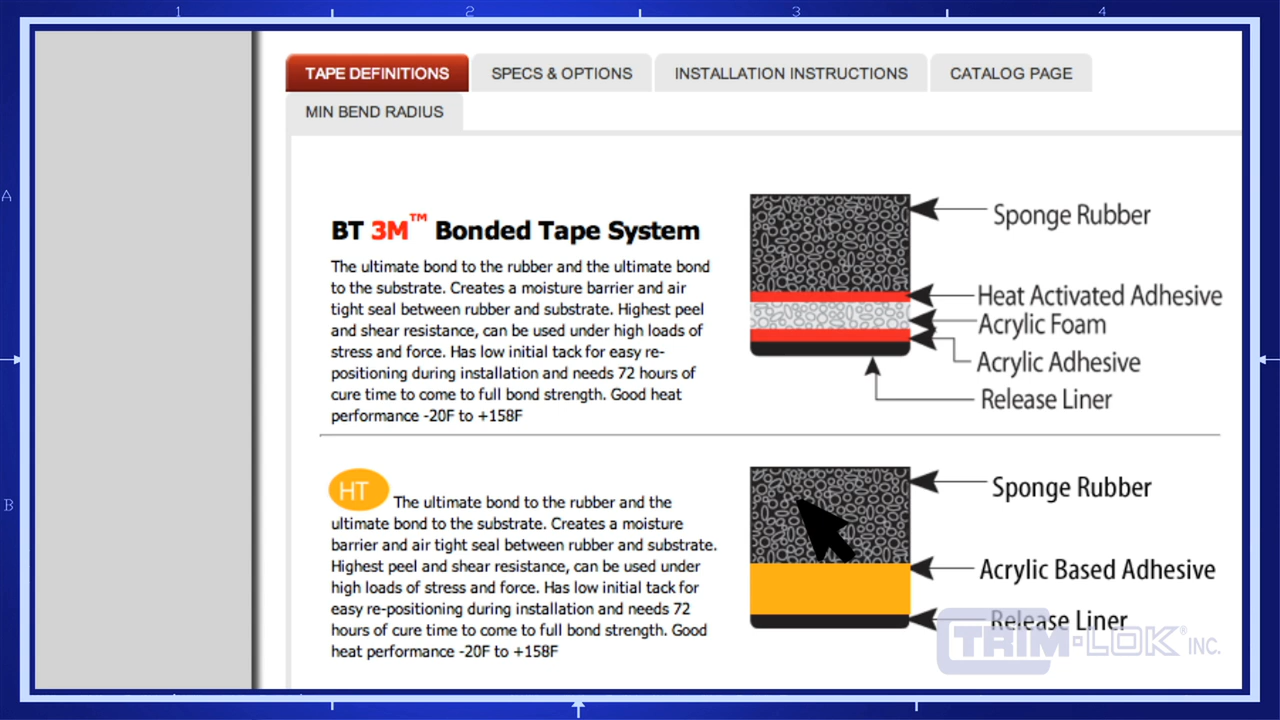 1 2 3 4
TAPE DEFINITIONS SPECS & OPTIONS INSTALLATION INSTRUCTIONS CATALOG PAGE
MIN BEND RADIUS
A
BT 3M™ Bonded Tape System
The ultimate bond to the rubber and the ultimate bond
to the substrate. Creates a moisture barrier and air
tight seal between rubber and substrate. Highest peel
and shear resistance, can be used under high loads of
stress and force. Has low initial tack for easy re-
positioning during installation and needs 72 hours of
cure time to come to full bond strength. Good heat
performance -20F to +158F
Sponge Rubber
Heat Activated Adhesive
Acrylic Foam
Acrylic Adhesive
Release Liner
B
HT The ultimate bond to the rubber and the
ultimate bond to the substrate. Creates a moisture
barrier and air tight seal between rubber and substrate.
Highest peel and shear resistance, can be used under
high loads of stress and force. Has low initial tack for
easy re-positioning during installation and needs 72
hours of cure time to come to full bond strength. Good
heat performance -20F to +158F
Sponge Rubber
Acrylic Based Adhesive
Release Liner
TRIM-LOK® INC.